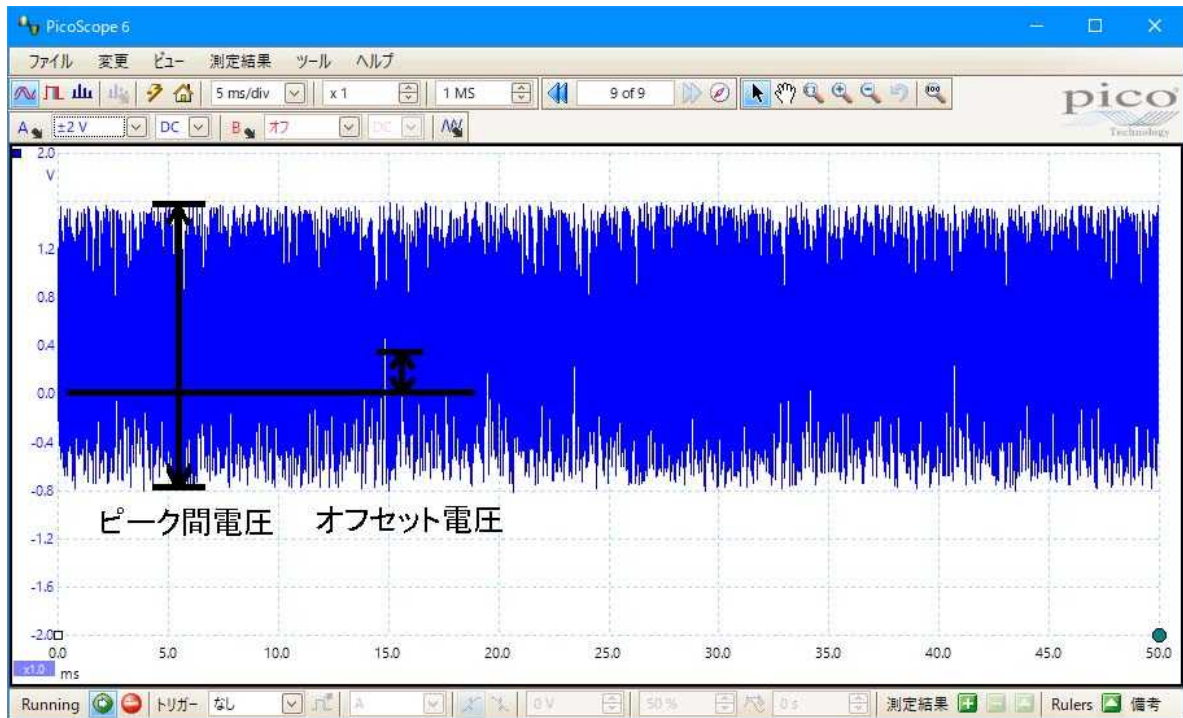 PicoScope 6
ファイル 変更 ビュー 測定結果 ツール ヘルプ
5 ms/div x 1 1 MS 9 of 9
pico
Technology
A ±2 V DC B オフ DC
2.0
V
1.2
0.8
0.4
0.0
-0.4
-0.8
ピーク間電圧 オフセット電圧
-1.2
-1.6
-2.0
0.0 5.0 10.0 15.0 20.0 25.0 30.0 35.0 40.0 45.0 50.0
x1.0 ms
Running トリガー なし A 0 V 50 % 0 s 測定結果 Rulers 備考